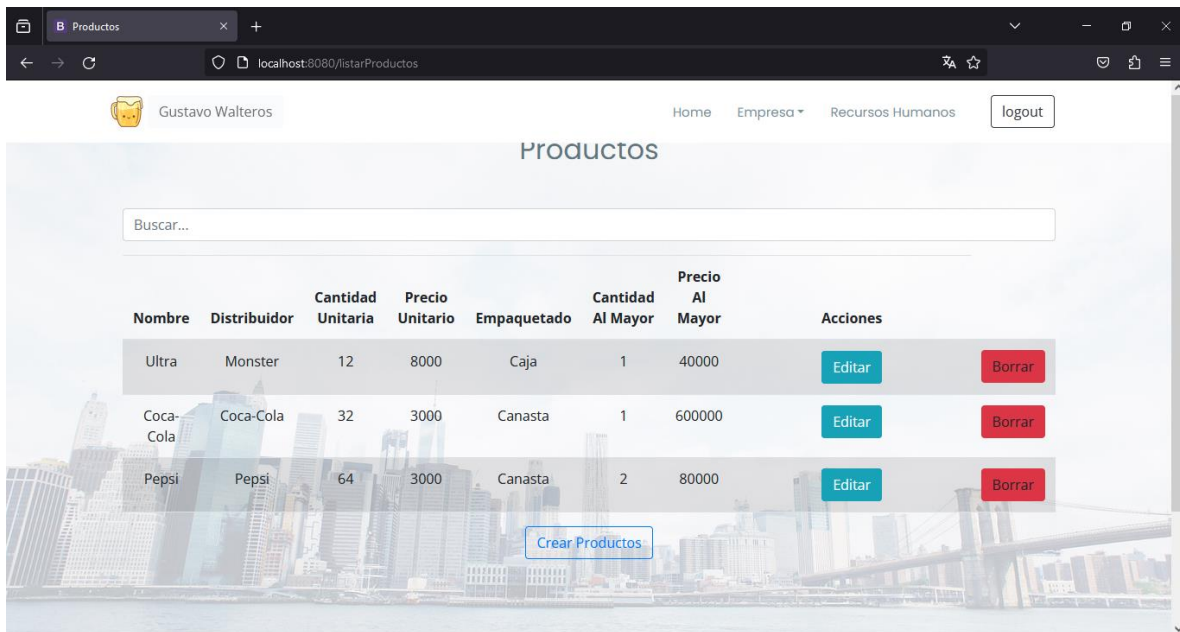 B Productos
localhost:8080/listarProductos
Gustavo Walteros
Home Empresa Recursos Humanos logout
Productos
Buscar...
Nombre Distribuidor Cantidad Unitaria Precio Unitario Empaquetado Cantidad Al Mayor Precio Al Mayor Acciones
Ultra Monster 12 8000 Caja 1 40000 Editar Borrar
Coca-Cola Coca-Cola 32 3000 Canasta 1 600000 Editar Borrar
Pepsi Pepsi 64 3000 Canasta 2 80000 Editar Borrar
Crear Productos